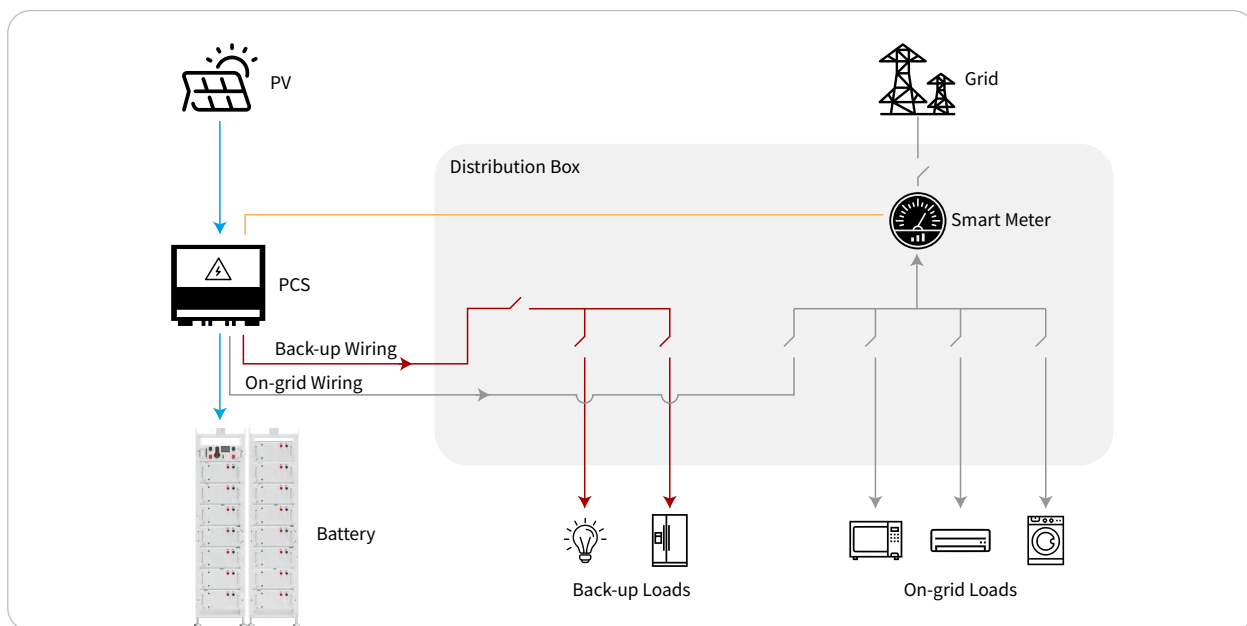 PV
Grid
Distribution Box
Smart Meter
PCS
Back-up Wiring
On-grid Wiring
Battery
Back-up Loads
On-grid Loads